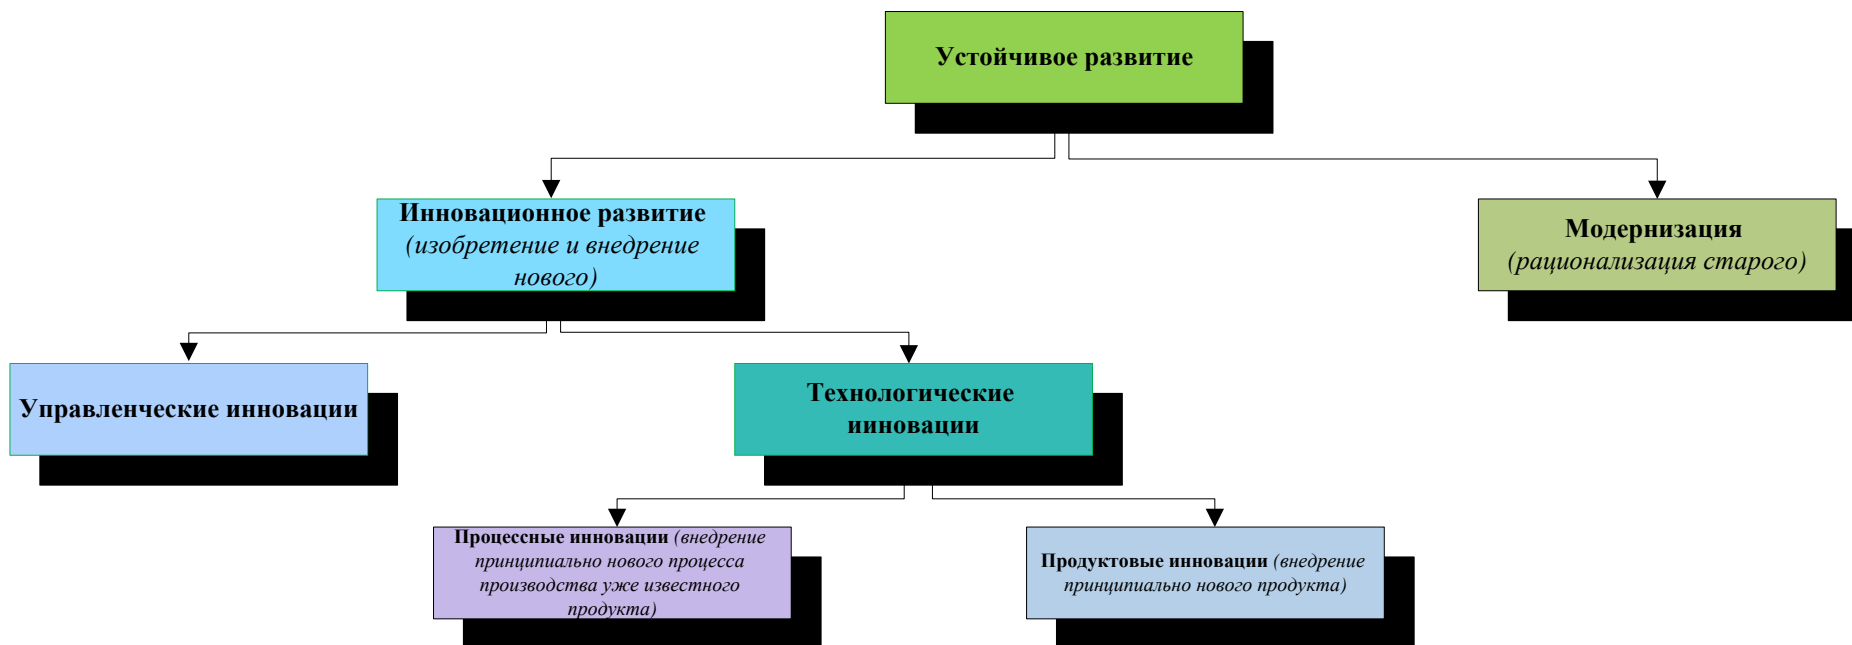 Устойчивое развитие
Инновационное развитие
(изобретение и внедрение
нового)
Модернизация
(рационализация старого)
Управленческие инновации
Технологические
ииновации
Процессные инновации (внедрение
принципиально нового процесса
производства уже известного
продукта)
Продуктовые инновации (внедрение
принципиально нового продукта)